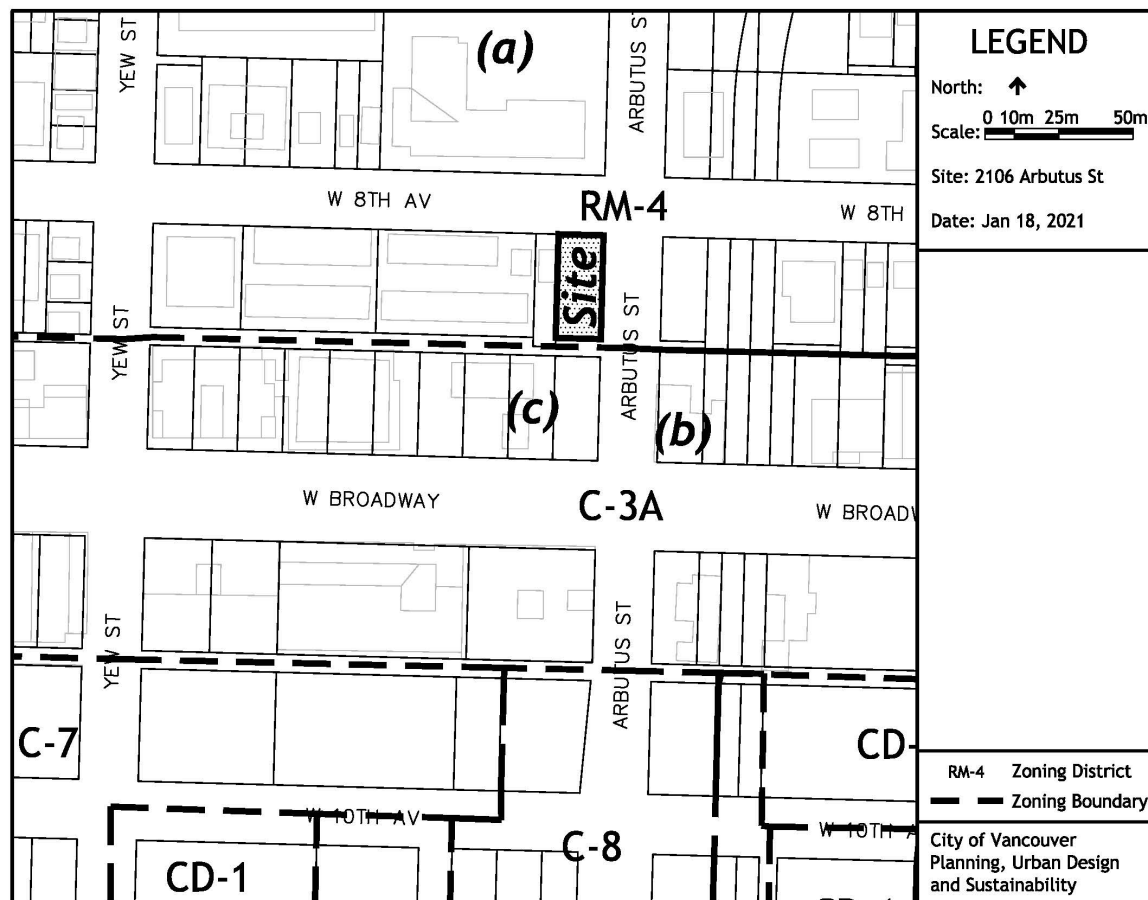 YEW ST
(a)
ARBUTUS ST
W 8TH AV
RM-4
W 8TH
Site
YEW ST
ARBUTUS ST
(c)
(b)
W BROADWAY
C-3A
W BROADW
YEW ST
ARBUTUS ST
C-7
CD-
W 10TH AV
W 10TH A
C-8
CD-1
LEGEND
North:
Scale: 0 10m 25m 50m
Site: 2106 Arbutus St
Date: Jan 18, 2021
RM-4 Zoning District
Zoning Boundary
City of Vancouver
Planning, Urban Design
and Sustainability